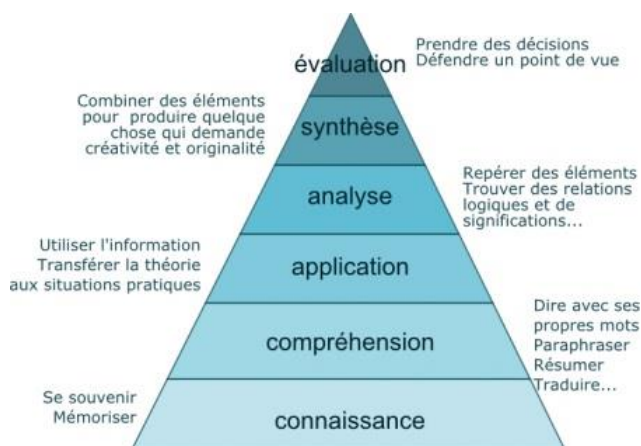 Prendre des décisions
Défendre un point de vue
évaluation
Combiner des éléments
pour produire quelque
chose qui demande
créativité et originalité
synthèse
Repérer des éléments
Trouver des relations
logiques et de
significations...
analyse
Utiliser l'information
Transférer la théorie
aux situations pratiques
application
Dire avec ses
propres mots
Paraphraser
Résumer
Traduire...
compréhension
Se souvenir
Mémoriser
connaissance